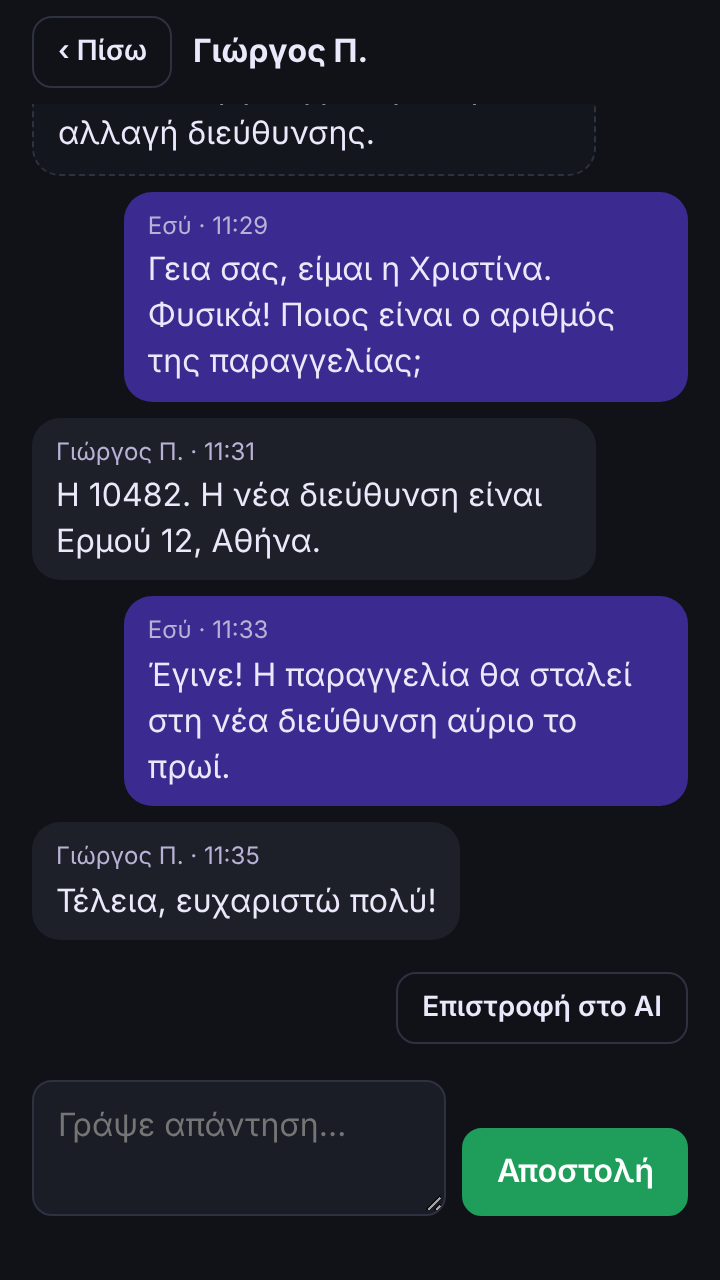 ‹ Πίσω
Γιώργος Π.
αλλαγή διεύθυνσης.
Εσύ · 11:29
Γεια σας, είμαι η Χριστίνα.
Φυσικά! Ποιος είναι ο αριθμός
της παραγγελίας;
Γιώργος Π. · 11:31
Η 10482. Η νέα διεύθυνση είναι
Ερμού 12, Αθήνα.
Εσύ · 11:33
Έγινε! Η παραγγελία θα σταλεί
στη νέα διεύθυνση αύριο το
πρωί.
Γιώργος Π. · 11:35
Τέλεια, ευχαριστώ πολύ!
Επιστροφή στο AI
Γράψε απάντηση...
Αποστολή